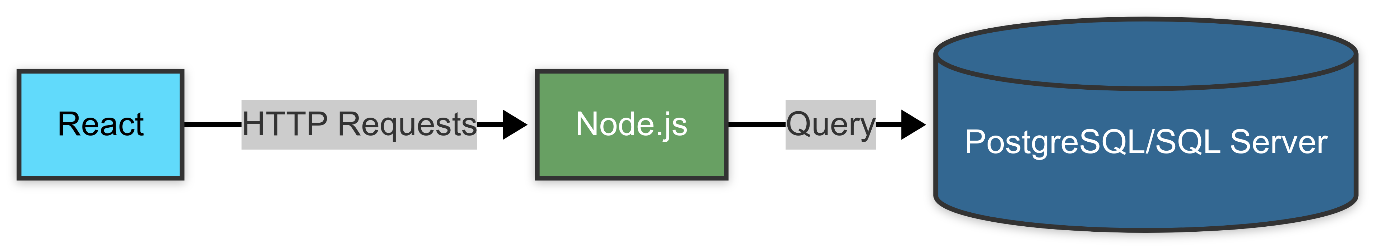 React
HTTP Requests
Node.js
Query
PostgreSQL/SQL Server